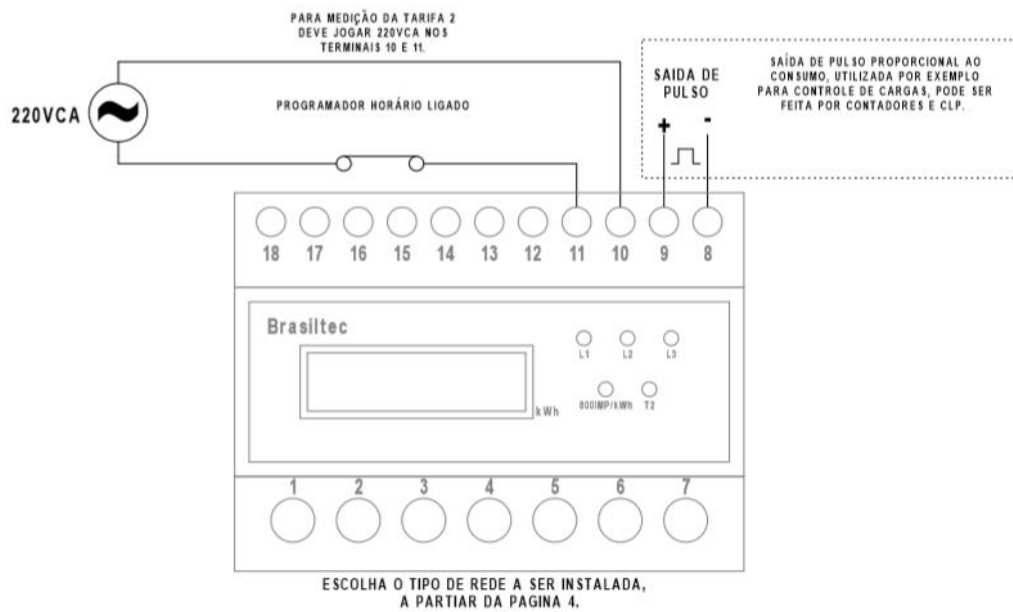 PARA MEDIÇÃO DA TARIFA 2
DEVE JOGAR 220VCA NOS
TERMINAIS 10 E 11.
220VCA
PROGRAMADOR HORÁRIO LIGADO
SAIDA DE
PULSO
+ -
SAÍDA DE PULSO PROPORCIONAL AO
CONSUMO, UTILIZADA POR EXEMPLO
PARA CONTROLE DE CARGAS, PODE SER
FEITA POR CONTADORES E CLP.
18 17 16 15 14 13 12 11 10 9 8
Brasiltec
L1 L2 L3
kWh
800IMP/kWh T2
1 2 3 4 5 6 7
ESCOLHA O TIPO DE REDE A SER INSTALADA,
A PARTIAR DA PAGINA 4.